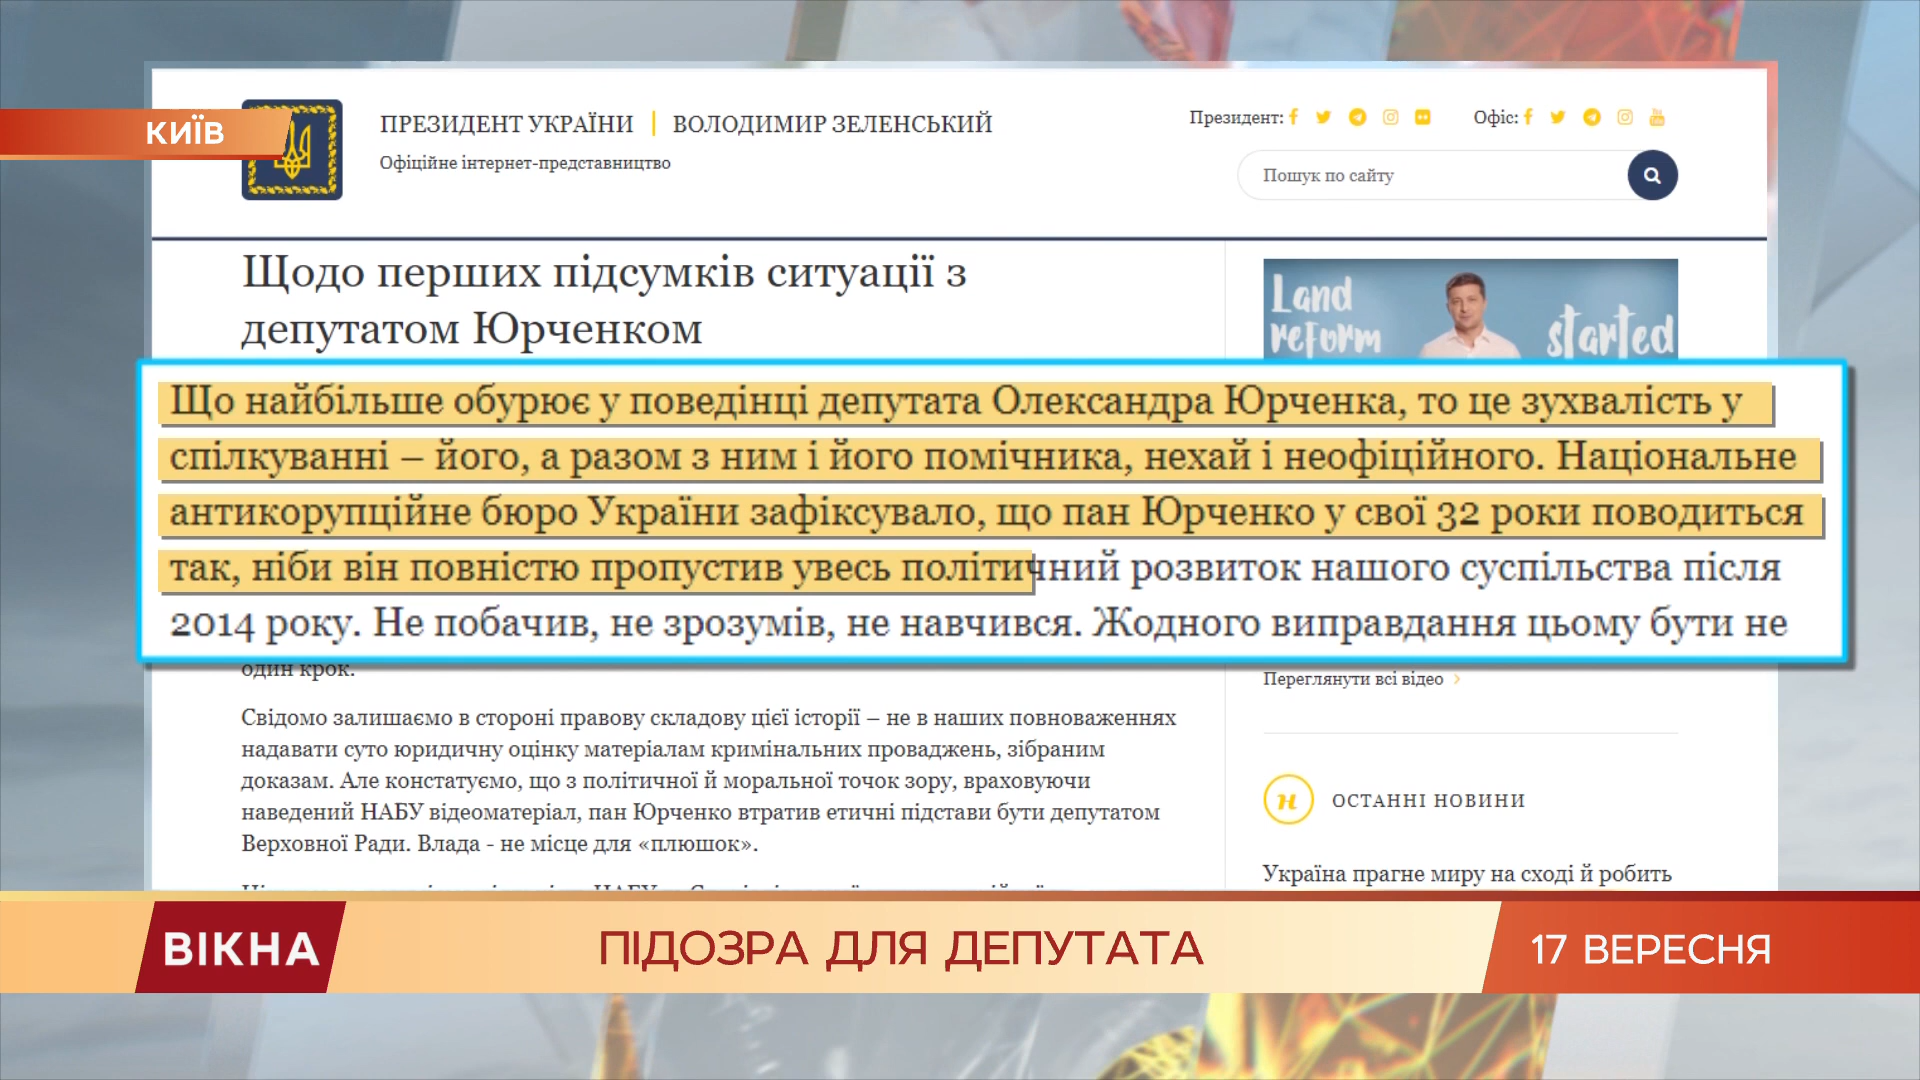 КИЇВ
ПРЕЗИДЕНТ УКРАЇНИ | ВОЛОДИМИР ЗЕЛЕНСЬКИЙ
Офіційне інтернет-представництво
Президент:
Офіс:
Пошук по сайту
Щодо перших підсумків ситуації з
депутатом Юрченком
Land
reform
started
Що найбільше обурює у поведінці депутата Олександра Юрченка, то це зухвалість у
спілкуванні – його, а разом з ним і його помічника, нехай і неофіційного. Національне
антикорупційне бюро України зафіксувало, що пан Юрченко у свої 32 роки поводиться
так, ніби він повністю пропустив увесь політичний розвиток нашого суспільства після
2014 року. Не побачив, не зрозумів, не навчився. Жодного виправдання цьому бути не
один крок.
Свідомо залишаємо в стороні правову складову цієї історії – не в наших повноваженнях
надавати суто юридичну оцінку матеріалам кримінальних проваджень, зібраним
доказам. Але констатуємо, що з політичної й моральної точок зору, враховуючи
наведений НАБУ відеоматеріал, пан Юрченко втратив етичні підстави бути депутатом
Верховної Ради. Влада - не місце для «плюшок».
Переглянути всі відео
н
ОСТАННІ НОВИНИ
Україна прагне миру на сході й робить
ВІКНА
ПІДОЗРА ДЛЯ ДЕПУТАТА
17 ВЕРЕСНЯ